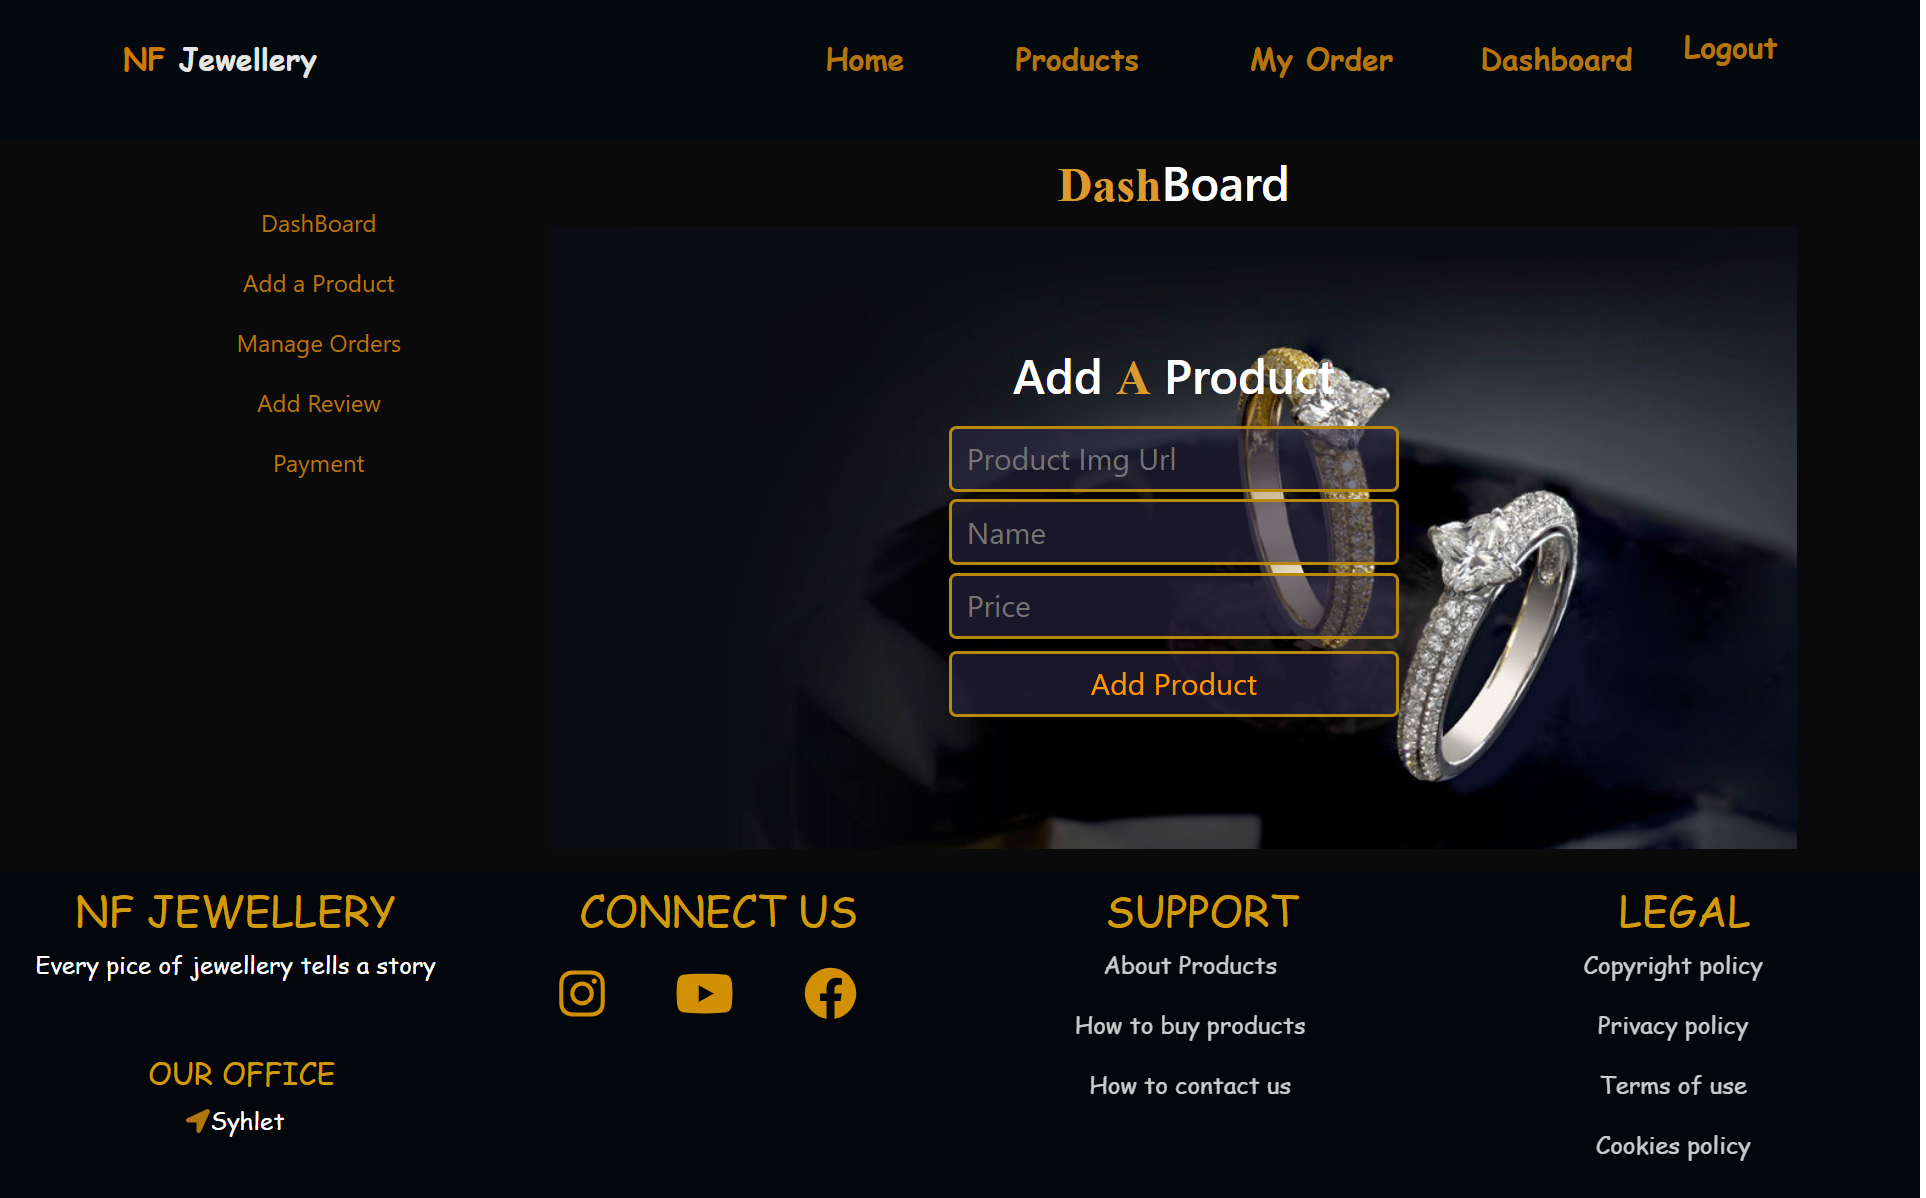 NF Jewellery
Home
Products
My Order
Dashboard
Logout
DashBoard
DashBoard
Add a Product
Manage Orders
Add Review
Payment
Add A Product
Product Img Url
Name
Price
Add Product
NF JEWELLERY
Every pice of jewellery tells a story
OUR OFFICE
Syhlet
CONNECT US
SUPPORT
About Products
How to buy products
How to contact us
LEGAL
Copyright policy
Privacy policy
Terms of use
Cookies policy